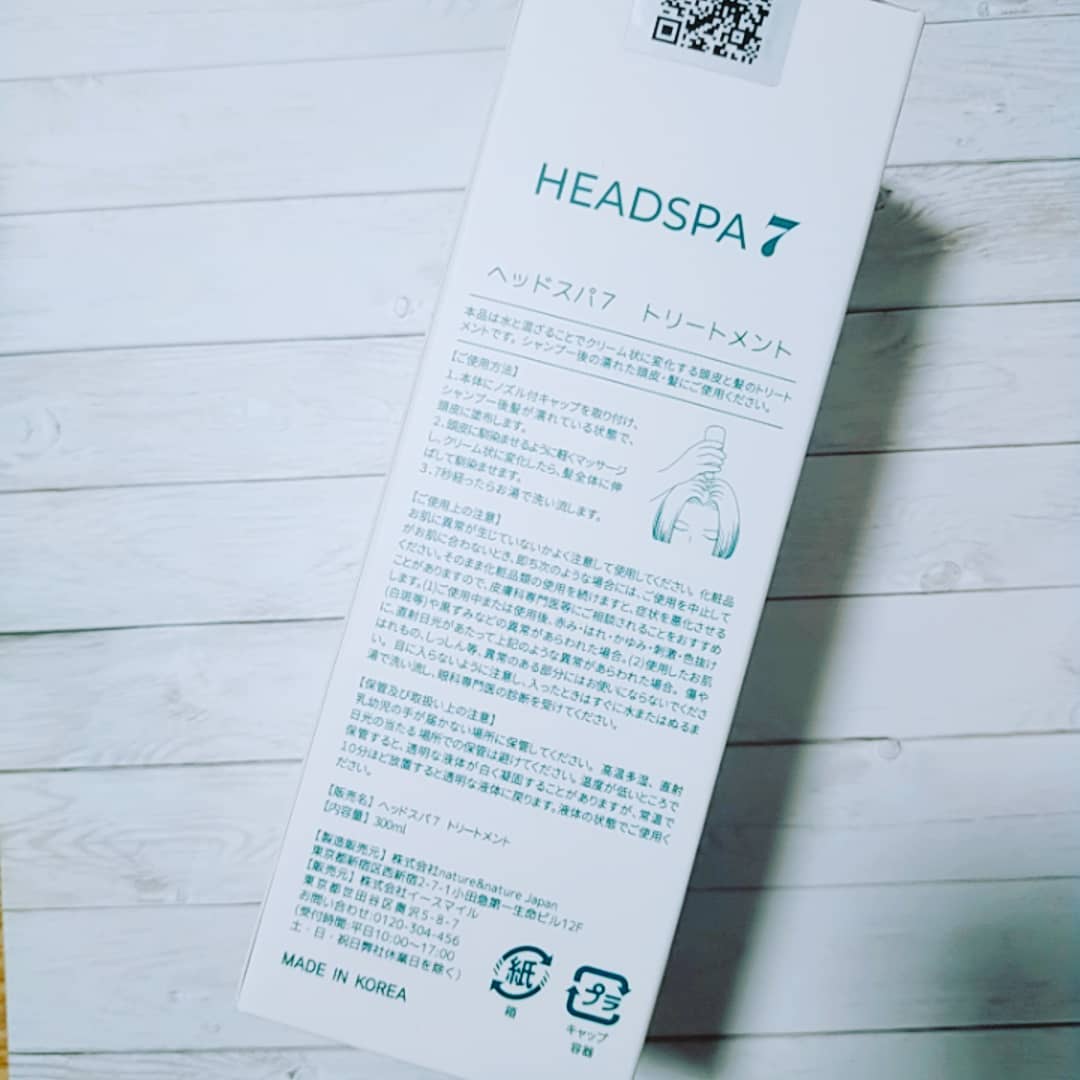 HEADSPA 7
ヘッドスパ7　トリートメント
本品は水と混ざることでクリーム状に変化する頭皮と髪のトリート
メントです。シャンプー後の濡れた頭皮・髪にご使用ください。
【ご使用方法】
1.本体にノズル付キャップを取り付け、
シャンプー後髪が濡れている状態で、
頭皮に塗布します。
2.頭皮に馴染ませるように軽くマッサージ
し、クリーム状に変化したら、髪全体に伸
ばして馴染ませます。
3.7秒経ったらお湯で洗い流します。
【ご使用上の注意】
お肌に異常が生じていないかよく注意して使用してください。化粧品
がお肌に合わないとき、即ち次のような場合には、ご使用を中止して
ください。そのまま化粧品類の使用を続けますと、症状を悪化させる
ことがありますので、皮膚科専門医等にご相談されることをおすすめ
します。(1)ご使用中または使用後、赤み・はれ・かゆみ・刺激・色抜け
(白斑等)や黒ずみなどの異常があらわれた場合。(2)使用したお肌
に、直射日光があたって上記のような異常があらわれた場合。 傷や
はれもの、しっしん等、異常のある部分にはお使いにならないでくださ
い。 目に入らないように注意し、入ったときはすぐに水またはぬるま
湯で洗い流し、眼科専門医の診断を受けてください。
【保管及び取扱い上の注意】
乳幼児の手が届かない場所に保管してください。 高温多湿、直射
日光の当たる場所での保管は避けてください。温度が低いところで
保管すると、透明な液体が白く凝固することがありますが、常温で
10分ほど放置すると透明な液体に戻ります。液体の状態でご使用く
ださい。
【販売名】ヘッドスパ7 トリートメント
【内容量】300ml
【製造販売元】株式会社nature&nature Japan
東京都新宿区西新宿2-7-1小田急第一生命ビル12F
【販売元】株式会社イースマイル
東京都世田谷区奥沢5-8-7
お問い合わせ:0120-304-456
(受付時間:平日10:00〜17:00
土・日・祝日弊社休業日を除く)
MADE IN KOREA
紙
箱
プラ
キャップ
容器